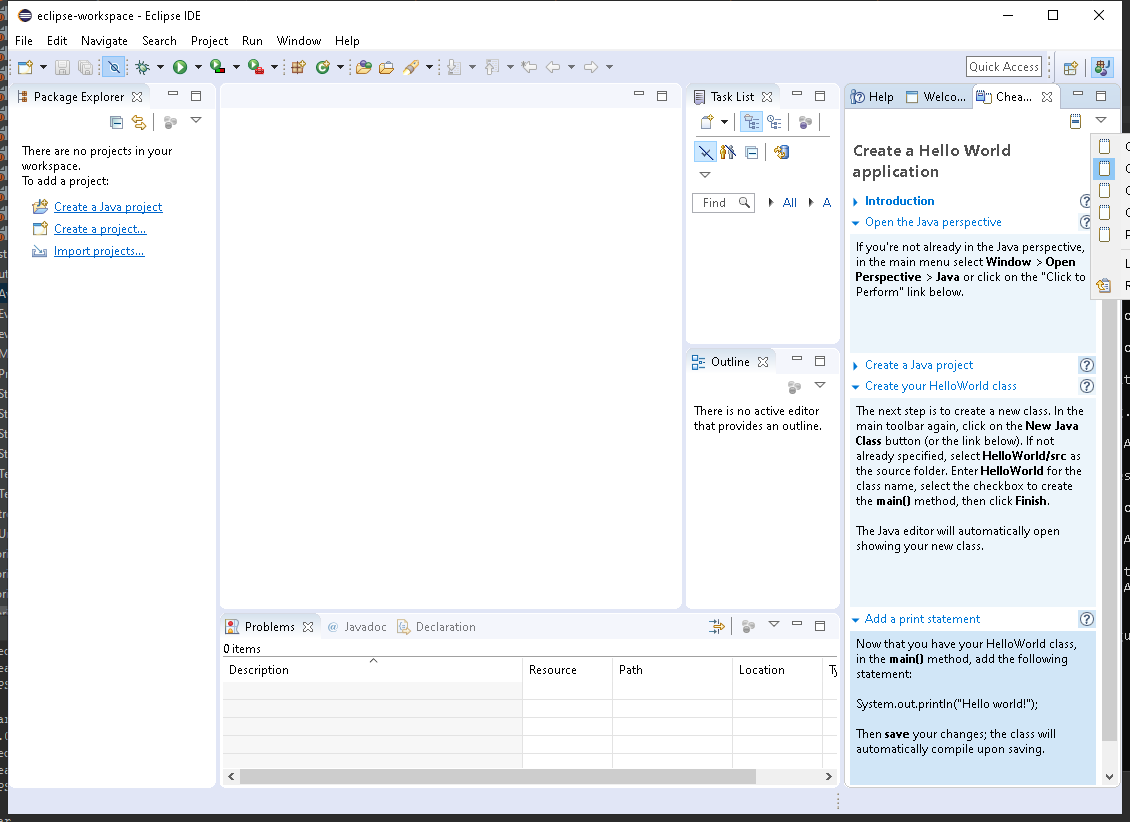 eclipse-workspace - Eclipse IDE
File Edit Navigate Search Project Run Window Help
Quick Access
Package Explorer
There are no projects in your
workspace.
To add a project:
Create a Java project
Create a project...
Import projects...
Task List
Find
All
A
Outline
There is no active editor
that provides an outline.
Problems
@ Javadoc
Declaration
0 items
Description Resource Path Location Ty
Help
Welco...
Chea...
Create a Hello World
application
Introduction
Open the Java perspective
If you're not already in the Java perspective,
in the main menu select Window > Open
Perspective > Java or click on the "Click to
Perform" link below.
Create a Java project
Create your HelloWorld class
The next step is to create a new class. In the
main toolbar again, click on the New Java
Class button (or the link below). If not
already specified, select HelloWorld/src as
the source folder. Enter HelloWorld for the
class name, select the checkbox to create
the main() method, then click Finish.
The Java editor will automatically open
showing your new class.
Add a print statement
Now that you have your HelloWorld class,
in the main() method, add the following
statement:
System.out.println("Hello world!");
Then save your changes; the class will
automatically compile upon saving.